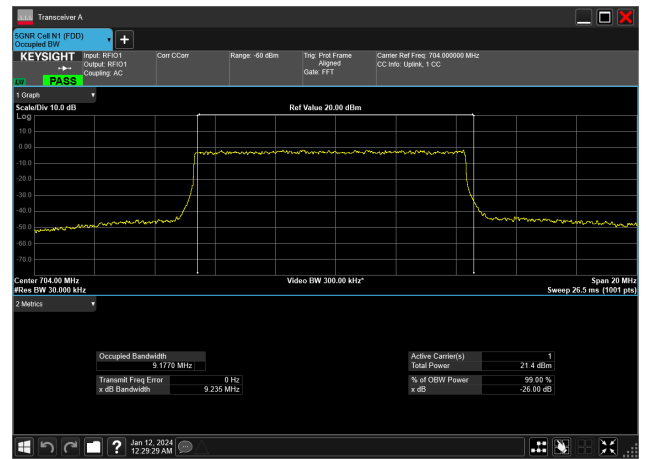 Transceiver A
5GNR Cell N1 (FDD)
Occupied BW
KEYSIGHT
LW
PASS
Input: RFIO1
Output: RFIO1
Coupling: AC
Corr CCorr
Range: -60 dBm
Trig: Prot Frame
Aligned
Gate: FFT
Carrier Ref Freq: 704.000000 MHz
CC Info: Uplink, 1 CC
1 Graph
Scale/Div 10.0 dB
Ref Value 20.00 dBm
Log
10.0
0.00
-10.0
-20.0
-30.0
-40.0
-50.0
-60.0
-70.0
Center 704.00 MHz
Video BW 300.00 kHz*
Span 20 MHz
#Res BW 30.000 kHz
Sweep 26.5 ms (1001 pts)
2 Metrics
Occupied Bandwidth
9.1770 MHz
Transmit Freq Error 0 Hz
x dB Bandwidth 9.235 MHz
Active Carrier(s) 1
Total Power 21.4 dBm
% of OBW Power 99.00 %
x dB -26.00 dB
Jan 12, 2024
12:29:29 AM